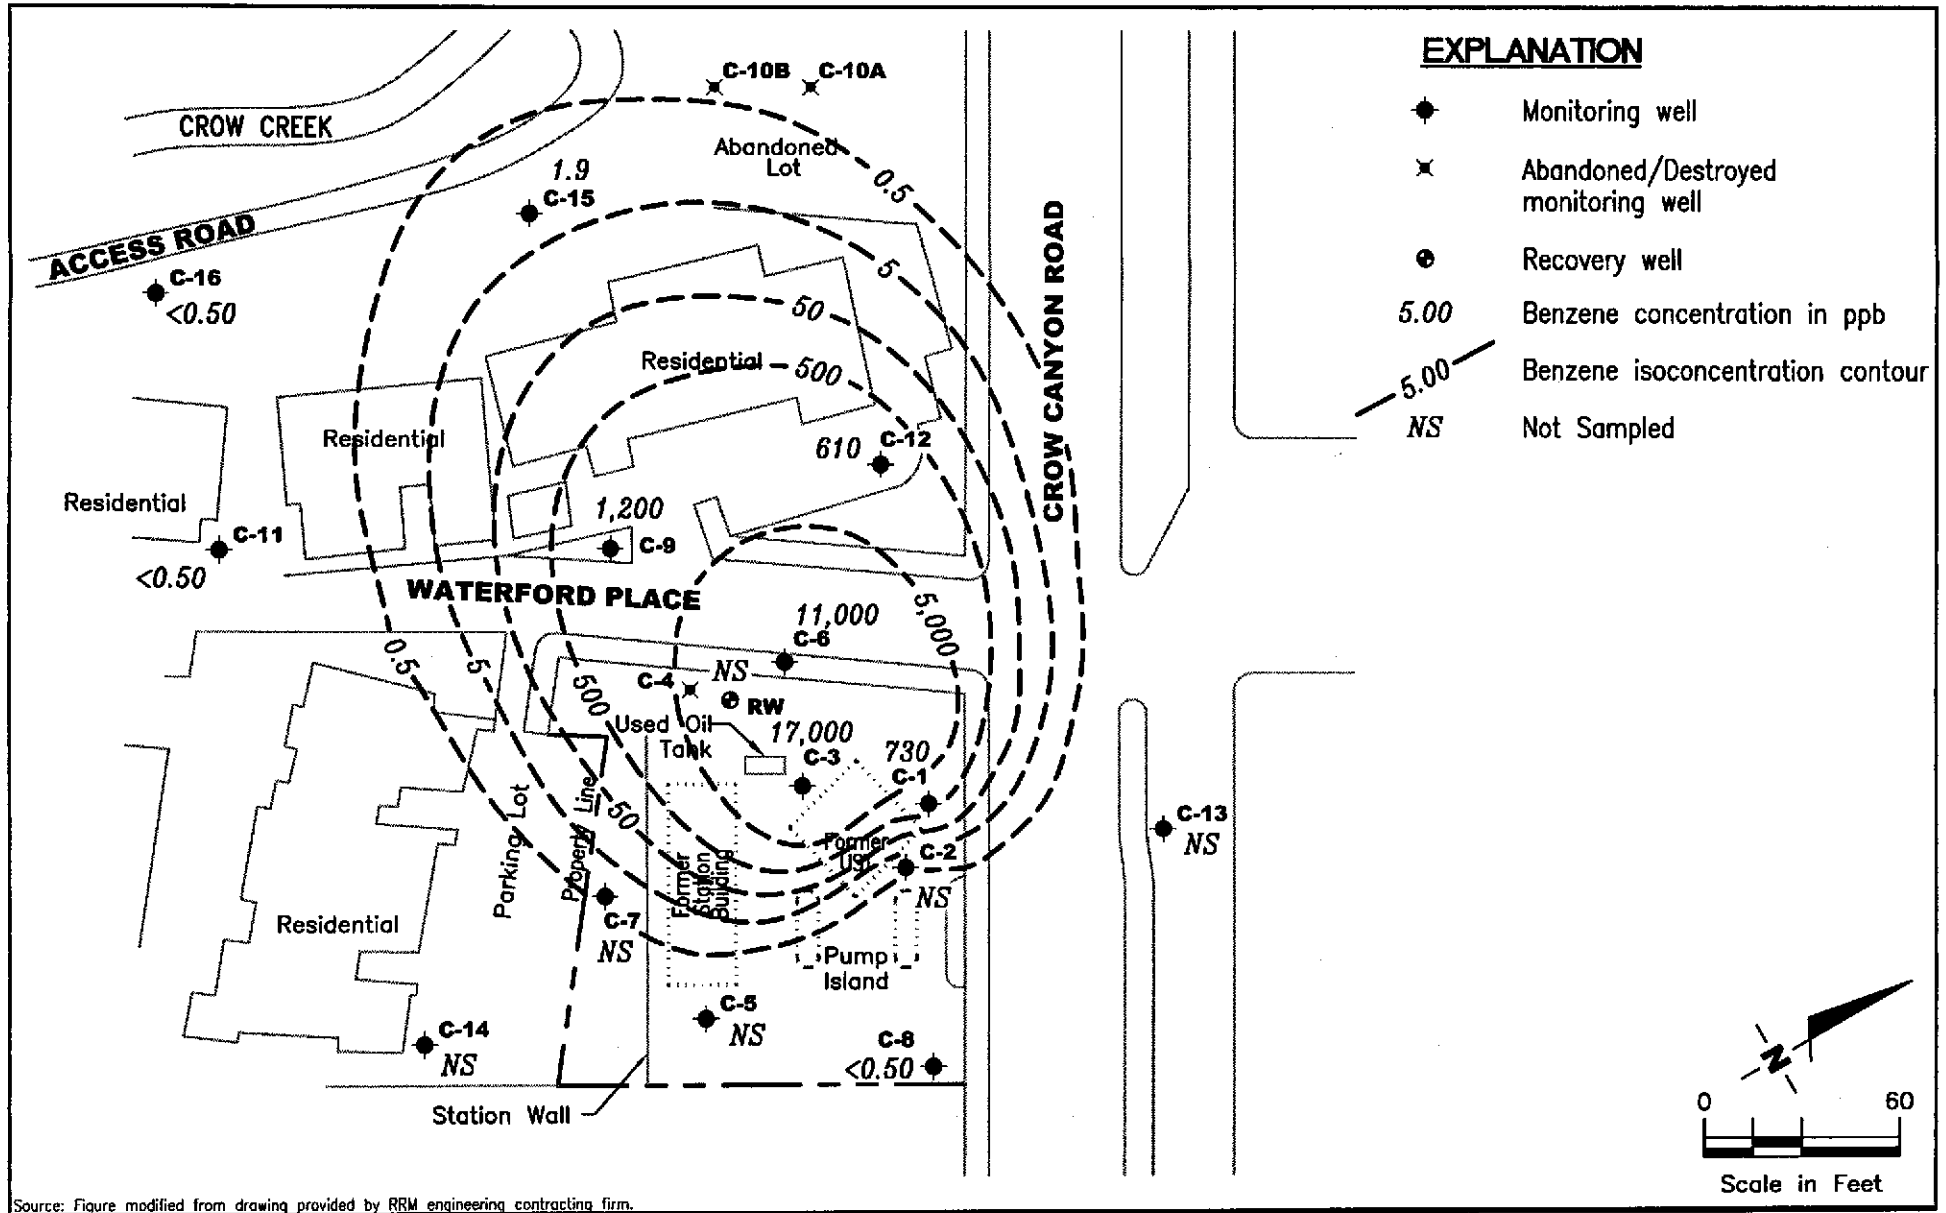 EXPLANATION
Monitoring well
Abandoned/Destroyed
monitoring well
Recovery well
5.00 Benzene concentration in ppb
5.00 Benzene isoconcentration contour
NS Not Sampled
C-10B C-10A
CROW CREEK
Abandoned
Lot
0.5
1.9
C-15
ACCESS ROAD
C-16
<0.50
CROW CANYON ROAD
5
50
Residential
500
610
C-12
Residential
Residential
1,200
C-9
C-11
<0.50
WATERFORD PLACE
11,000
C-6
5,000
0.5
5
500
NS
C-4
RW
Used Oil
Tank
17,000
C-3
730
C-1
50
Parking Lot
Property Line
Former
Station
Building
Former
UST
C-2
NS
C-13
NS
C-7
NS
Residential
Pump
Island
C-5
NS
C-14
NS
C-8
<0.50
Station Wall
N
0 60
Scale in Feet
Source: Figure modified from drawing provided by RRM engineering contracting firm.